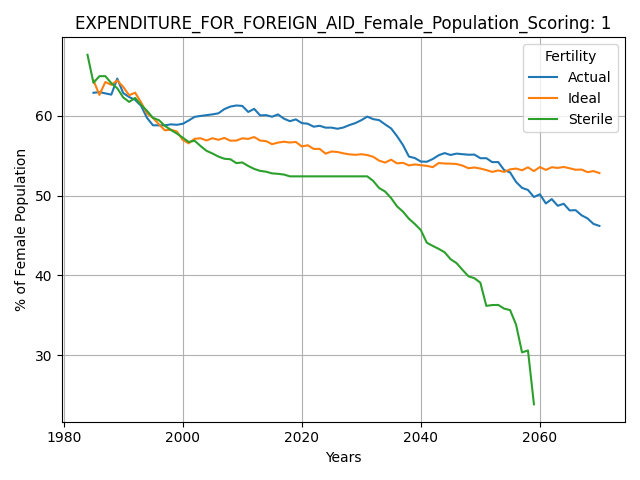 EXPENDITURE_FOR_FOREIGN_AID_Female_Population_Scoring: 1
Fertility
Actual
Ideal
Sterile
% of Female Population
60
50
40
30
1980
2000
2020
2040
2060
Years